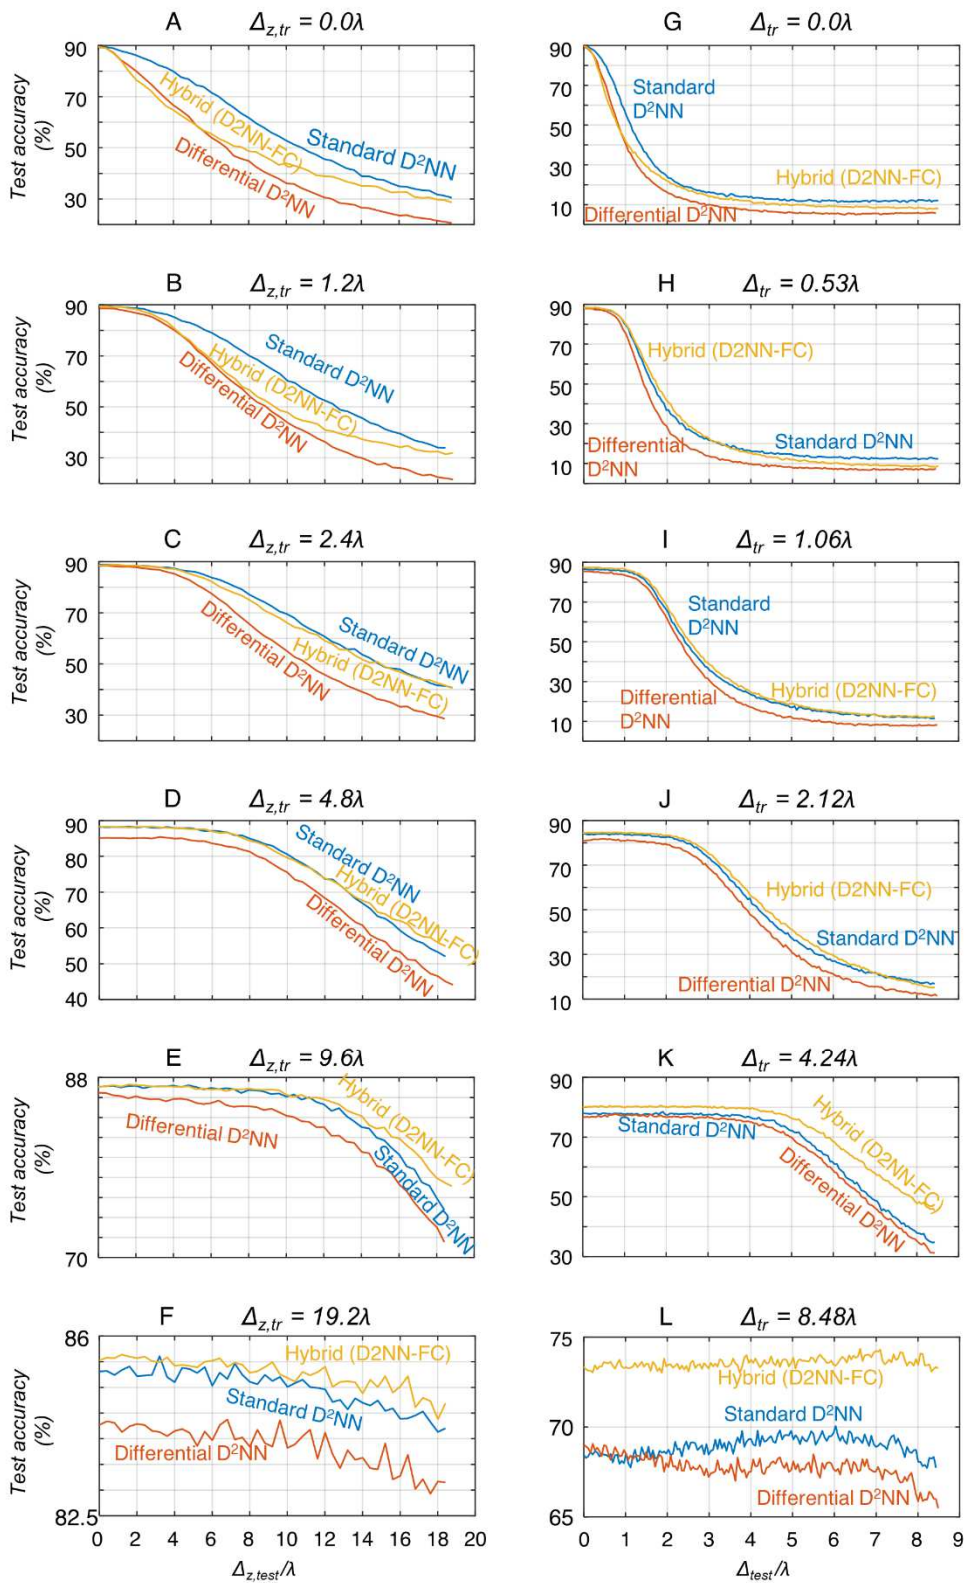 A Δz,tr = 0.0λ
90
70
50
30
Test accuracy
(%)
Hybrid (D2NN-FC)
Standard D²NN
Differential D²NN
G Δtr = 0.0λ
90
70
50
30
10
Standard
D²NN
Hybrid (D2NN-FC)
Differential D²NN
B Δz,tr = 1.2λ
90
70
50
30
Test accuracy
(%)
Standard D²NN
Hybrid (D2NN-FC)
Differential D²NN
H Δtr = 0.53λ
90
70
50
30
10
Hybrid (D2NN-FC)
Standard D²NN
Differential
D²NN
C Δz,tr = 2.4λ
90
70
50
30
Test accuracy
(%)
Standard D²NN
Differential D²NN
Hybrid (D2NN-FC)
I Δtr = 1.06λ
90
70
50
30
10
Standard
D²NN
Hybrid (D2NN-FC)
Differential
D²NN
D Δz,tr = 4.8λ
90
80
70
60
50
40
Test accuracy
(%)
Standard D²NN
Hybrid (D2NN-FC)
Differential D²NN
J Δtr = 2.12λ
90
70
50
30
10
Hybrid (D2NN-FC)
Standard D²NN
Differential D²NN
E Δz,tr = 9.6λ
88
70
Test accuracy
(%)
Hybrid (D2NN-FC)
Differential D²NN
Standard D²NN
K Δtr = 4.24λ
90
70
50
30
Hybrid (D2NN-FC)
Standard D²NN
Differential D²NN
F Δz,tr = 19.2λ
86
82.5
Test accuracy
(%)
Hybrid (D2NN-FC)
Standard D²NN
Differential D²NN
0 2 4 6 8 10 12 14 16 18 20
Δz,test/λ
L Δtr = 8.48λ
75
70
65
Hybrid (D2NN-FC)
Standard D²NN
Differential D²NN
0 1 2 3 4 5 6 7 8 9
Δtest/λ